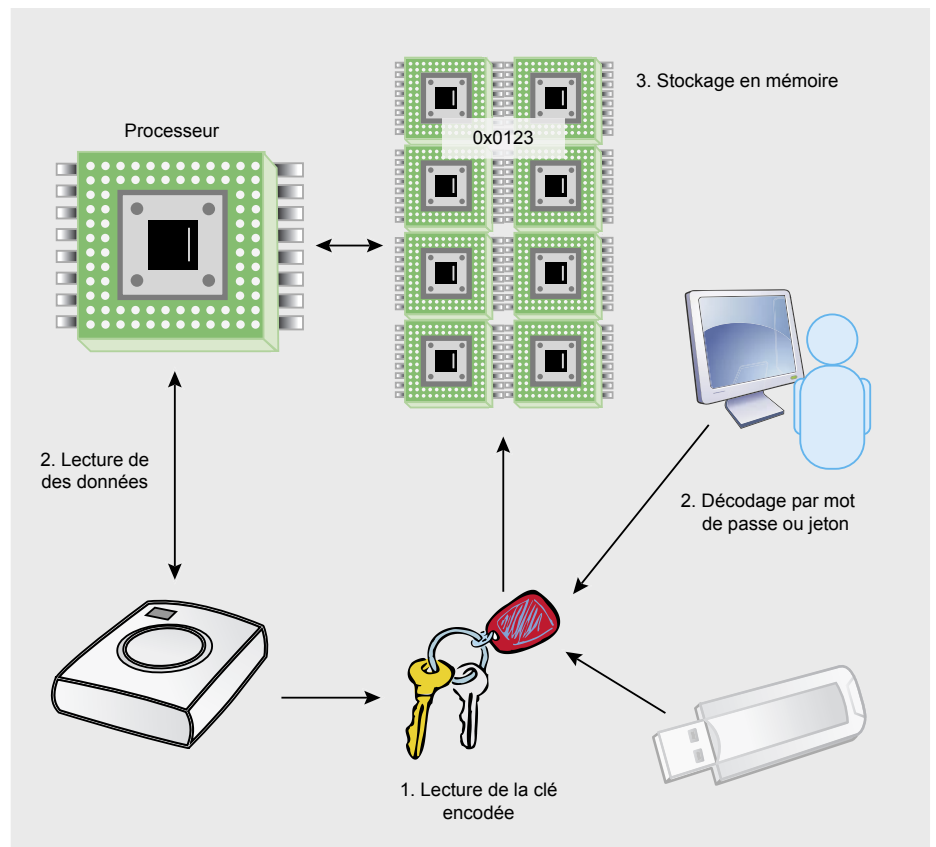 3. Stockage en mémoire
Processeur
0x0123
2. Lecture de
des données
2. Décodage par mot
de passe ou jeton
1. Lecture de la clé
encodée